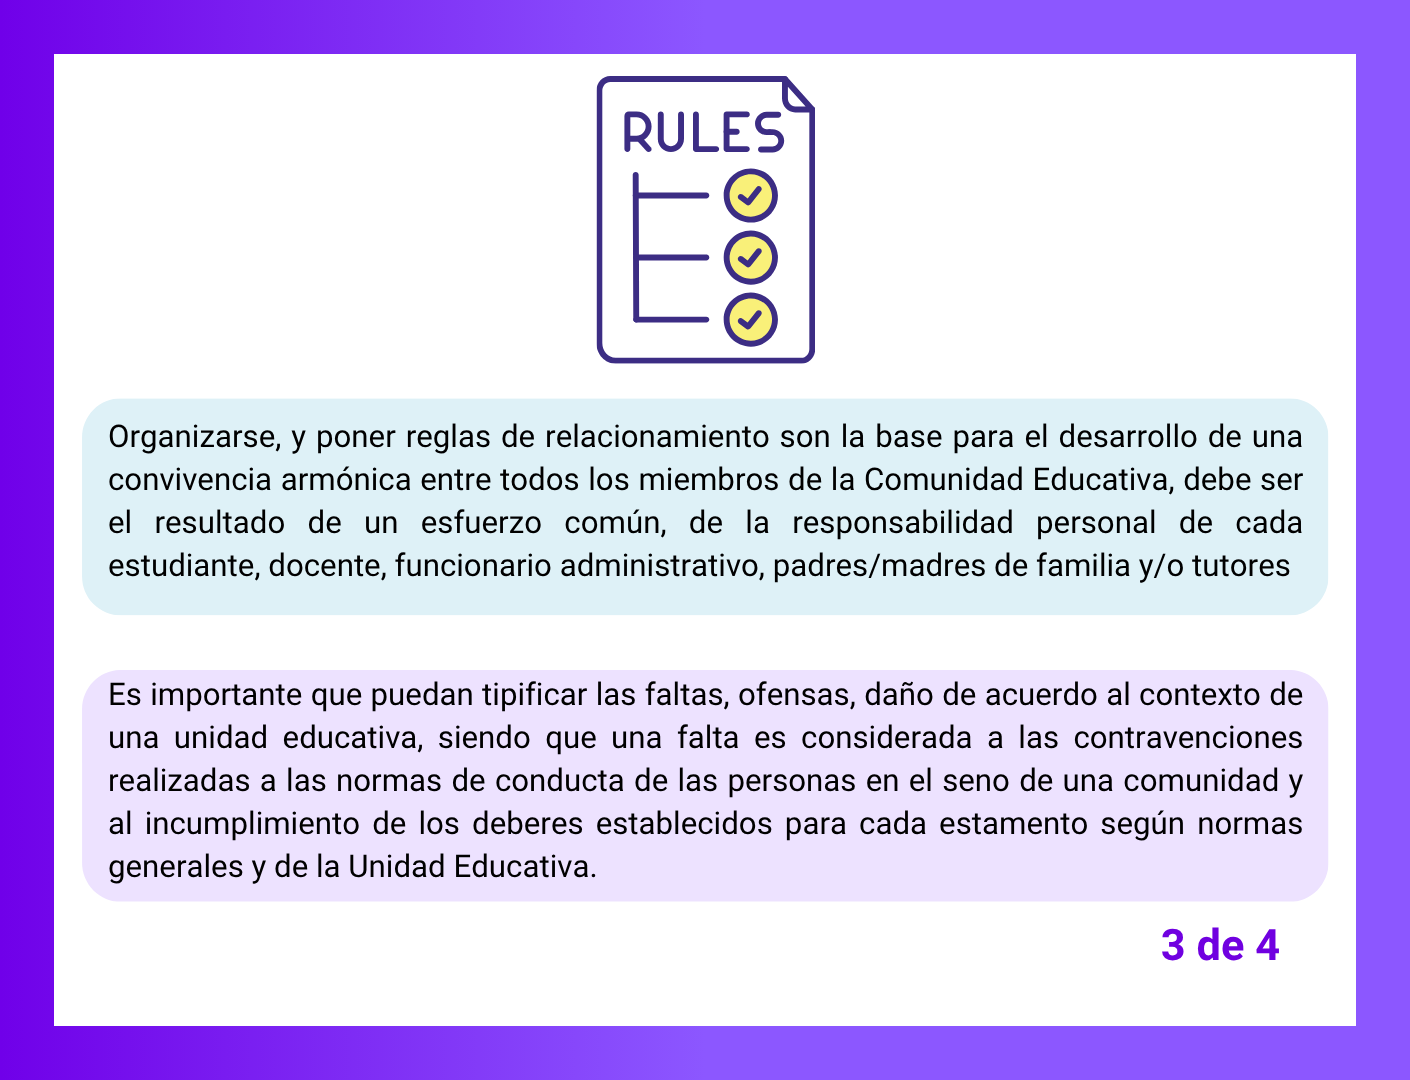 RULES
Organizarse, y poner reglas de relacionamiento son la base para el desarrollo de una
convivencia armónica entre todos los miembros de la Comunidad Educativa, debe ser
el resultado de un esfuerzo común, de la responsabilidad personal de cada
estudiante, docente, funcionario administrativo, padres/madres de familia y/o tutores
Es importante que puedan tipificar las faltas, ofensas, daño de acuerdo al contexto de
una unidad educativa, siendo que una falta es considerada a las contravenciones
realizadas a las normas de conducta de las personas en el seno de una comunidad y
al incumplimiento de los deberes establecidos para cada estamento según normas
generales y de la Unidad Educativa.
3 de 4